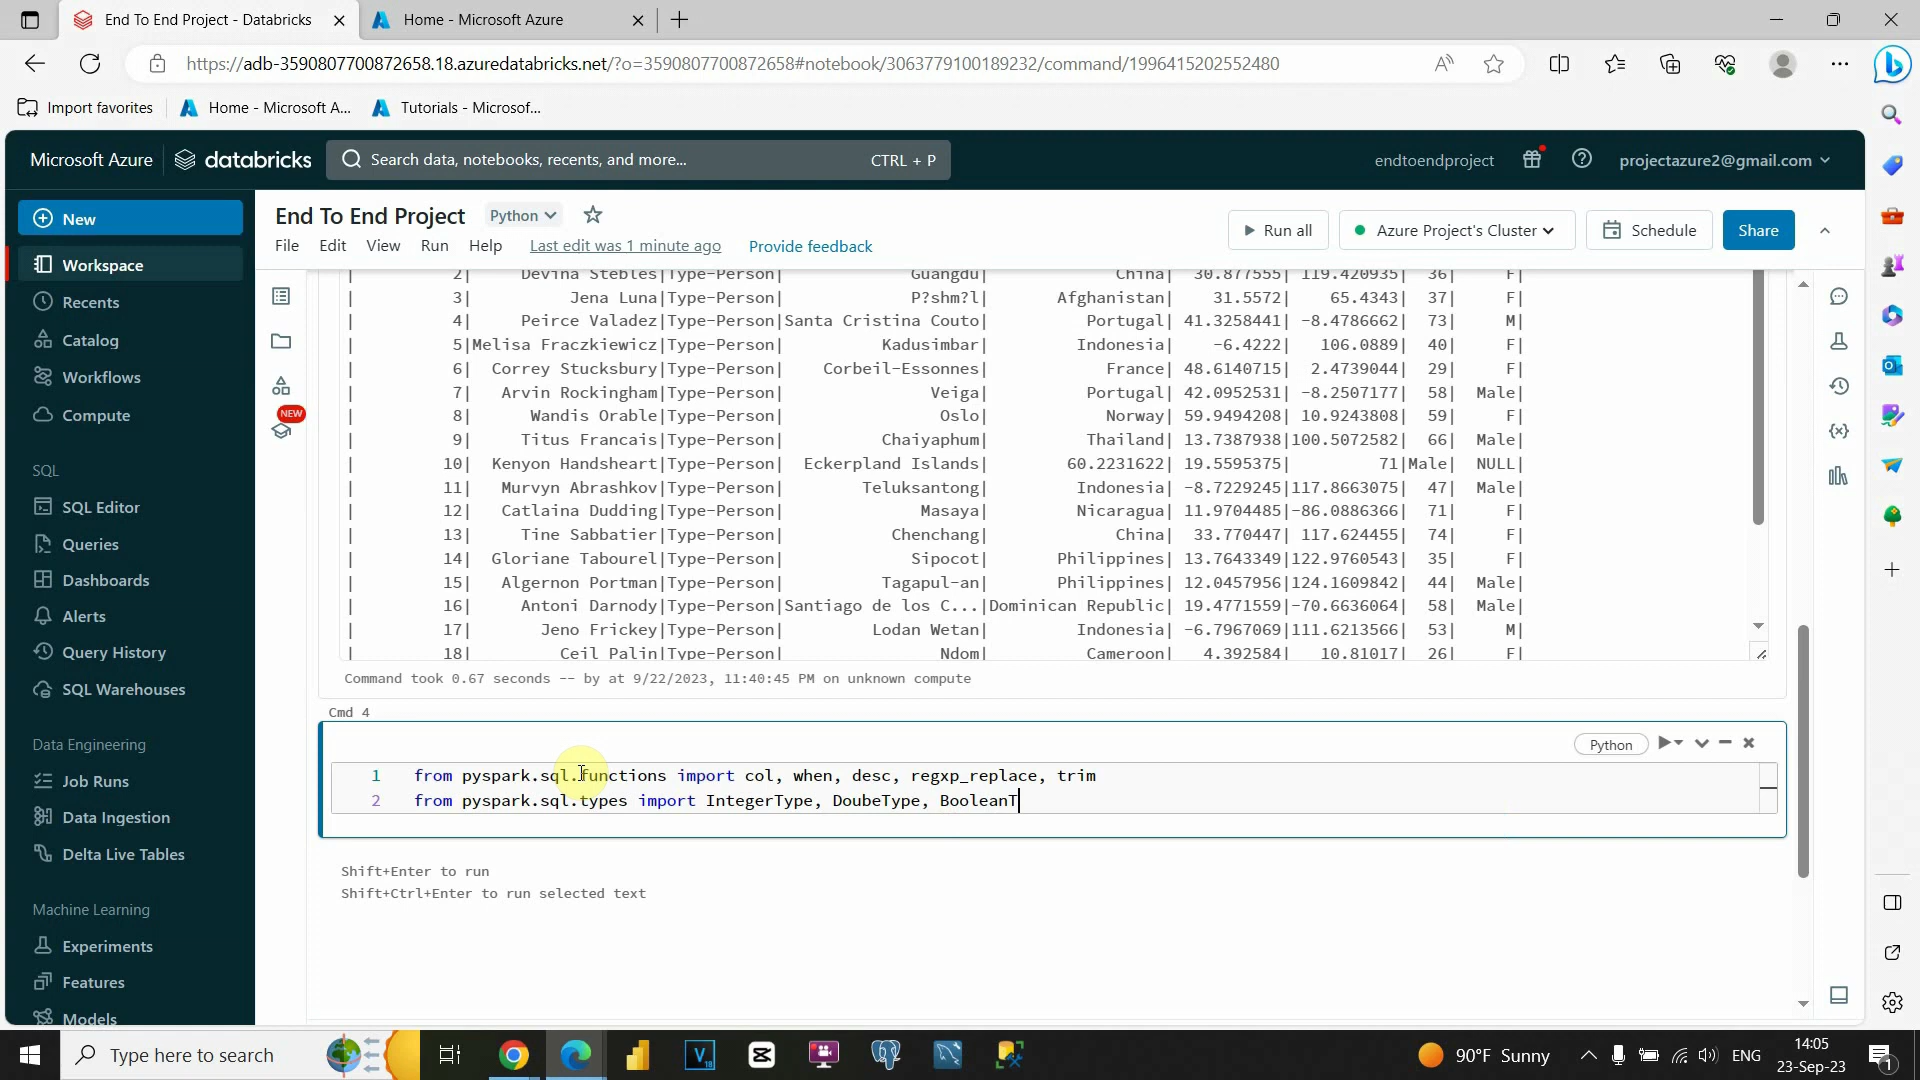 End To End Project - Databricks
Home - Microsoft Azure
https://adb-3590807700872658.18.azuredatabricks.net/?o=3590807700872658#notebook/3063779100189232/command/1996415202552480
Import favorites
Home - Microsoft A...
Tutorials - Microsof...
Microsoft Azure
databricks
Search data, notebooks, recents, and more...
CTRL + P
endtoendproject
projectazure2@gmail.com
New
Workspace
Recents
Catalog
Workflows
Compute
SQL
SQL Editor
Queries
Dashboards
Alerts
Query History
SQL Warehouses
Data Engineering
Job Runs
Data Ingestion
Delta Live Tables
Machine Learning
Experiments
Features
Models
End To End Project
Python
File Edit View Run Help Last edit was 1 minute ago Provide feedback
Run all
Azure Project's Cluster
Schedule
Share
NEW
| 2| Devina Stebles|Type-Person| Guangdu| China| 30.877555| 119.420935| 36| F|
| 3| Jena Luna|Type-Person| P?shm?l| Afghanistan| 31.5572| 65.4343| 37| F|
| 4| Peirce Valadez|Type-Person|Santa Cristina Couto| Portugal| 41.3258441| -8.4786662| 73| M|
| 5|Melisa Fraczkiewicz|Type-Person| Kadusimbar| Indonesia| -6.4222| 106.0889| 40| F|
| 6| Correy Stucksbury|Type-Person| Corbeil-Essonnes| France| 48.6140715| 2.4739044| 29| F|
| 7| Arvin Rockingham|Type-Person| Veiga| Portugal| 42.0952531| -8.2507177| 58| Male|
| 8| Wandis Orable|Type-Person| Oslo| Norway| 59.9494208| 10.9243808| 59| F|
| 9| Titus Francais|Type-Person| Chaiyaphum| Thailand| 13.7387938|100.5072582| 66| Male|
| 10| Kenyon Handsheart|Type-Person| Eckerpland Islands| 60.2231622| 19.5595375| 71|Male| NULL|
| 11| Murvyn Abrashkov|Type-Person| Teluksantong| Indonesia| -8.7229245|117.8663075| 47| Male|
| 12| Catlaina Dudding|Type-Person| Masaya| Nicaragua| 11.9704485|-86.0886366| 71| F|
| 13| Tine Sabbatier|Type-Person| Chenchang| China| 33.770447| 117.624455| 74| F|
| 14| Gloriane Tabourel|Type-Person| Sipocot| Philippines| 13.7643349|122.9760543| 35| F|
| 15| Algernon Portman|Type-Person| Tagapul-an| Philippines| 12.0457956|124.1609842| 44| Male|
| 16| Antoni Darnody|Type-Person|Santiago de los C...|Dominican Republic| 19.4771559|-70.6636064| 58| Male|
| 17| Jeno Frickey|Type-Person| Lodan Wetan| Indonesia| -6.7967069|111.6213566| 53| M|
| 18| Ceil Palin|Type-Person| Ndom| Cameroon| 4.392584| 10.81017| 26| F|
Command took 0.67 seconds -- by at 9/22/2023, 11:40:45 PM on unknown compute
Cmd 4
Python
1 from pyspark.sql.functions import col, when, desc, regxp_replace, trim
2 from pyspark.sql.types import IntegerType, DoubeType, BooleanT
Shift+Enter to run
Shift+Ctrl+Enter to run selected text
Type here to search
90°F Sunny
ENG
14:05
23-Sep-23
1